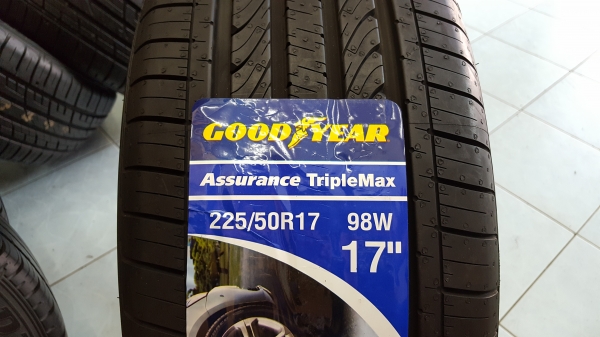 GOODYEAR
Assurance TripleMax
225/50R17 98W
17"